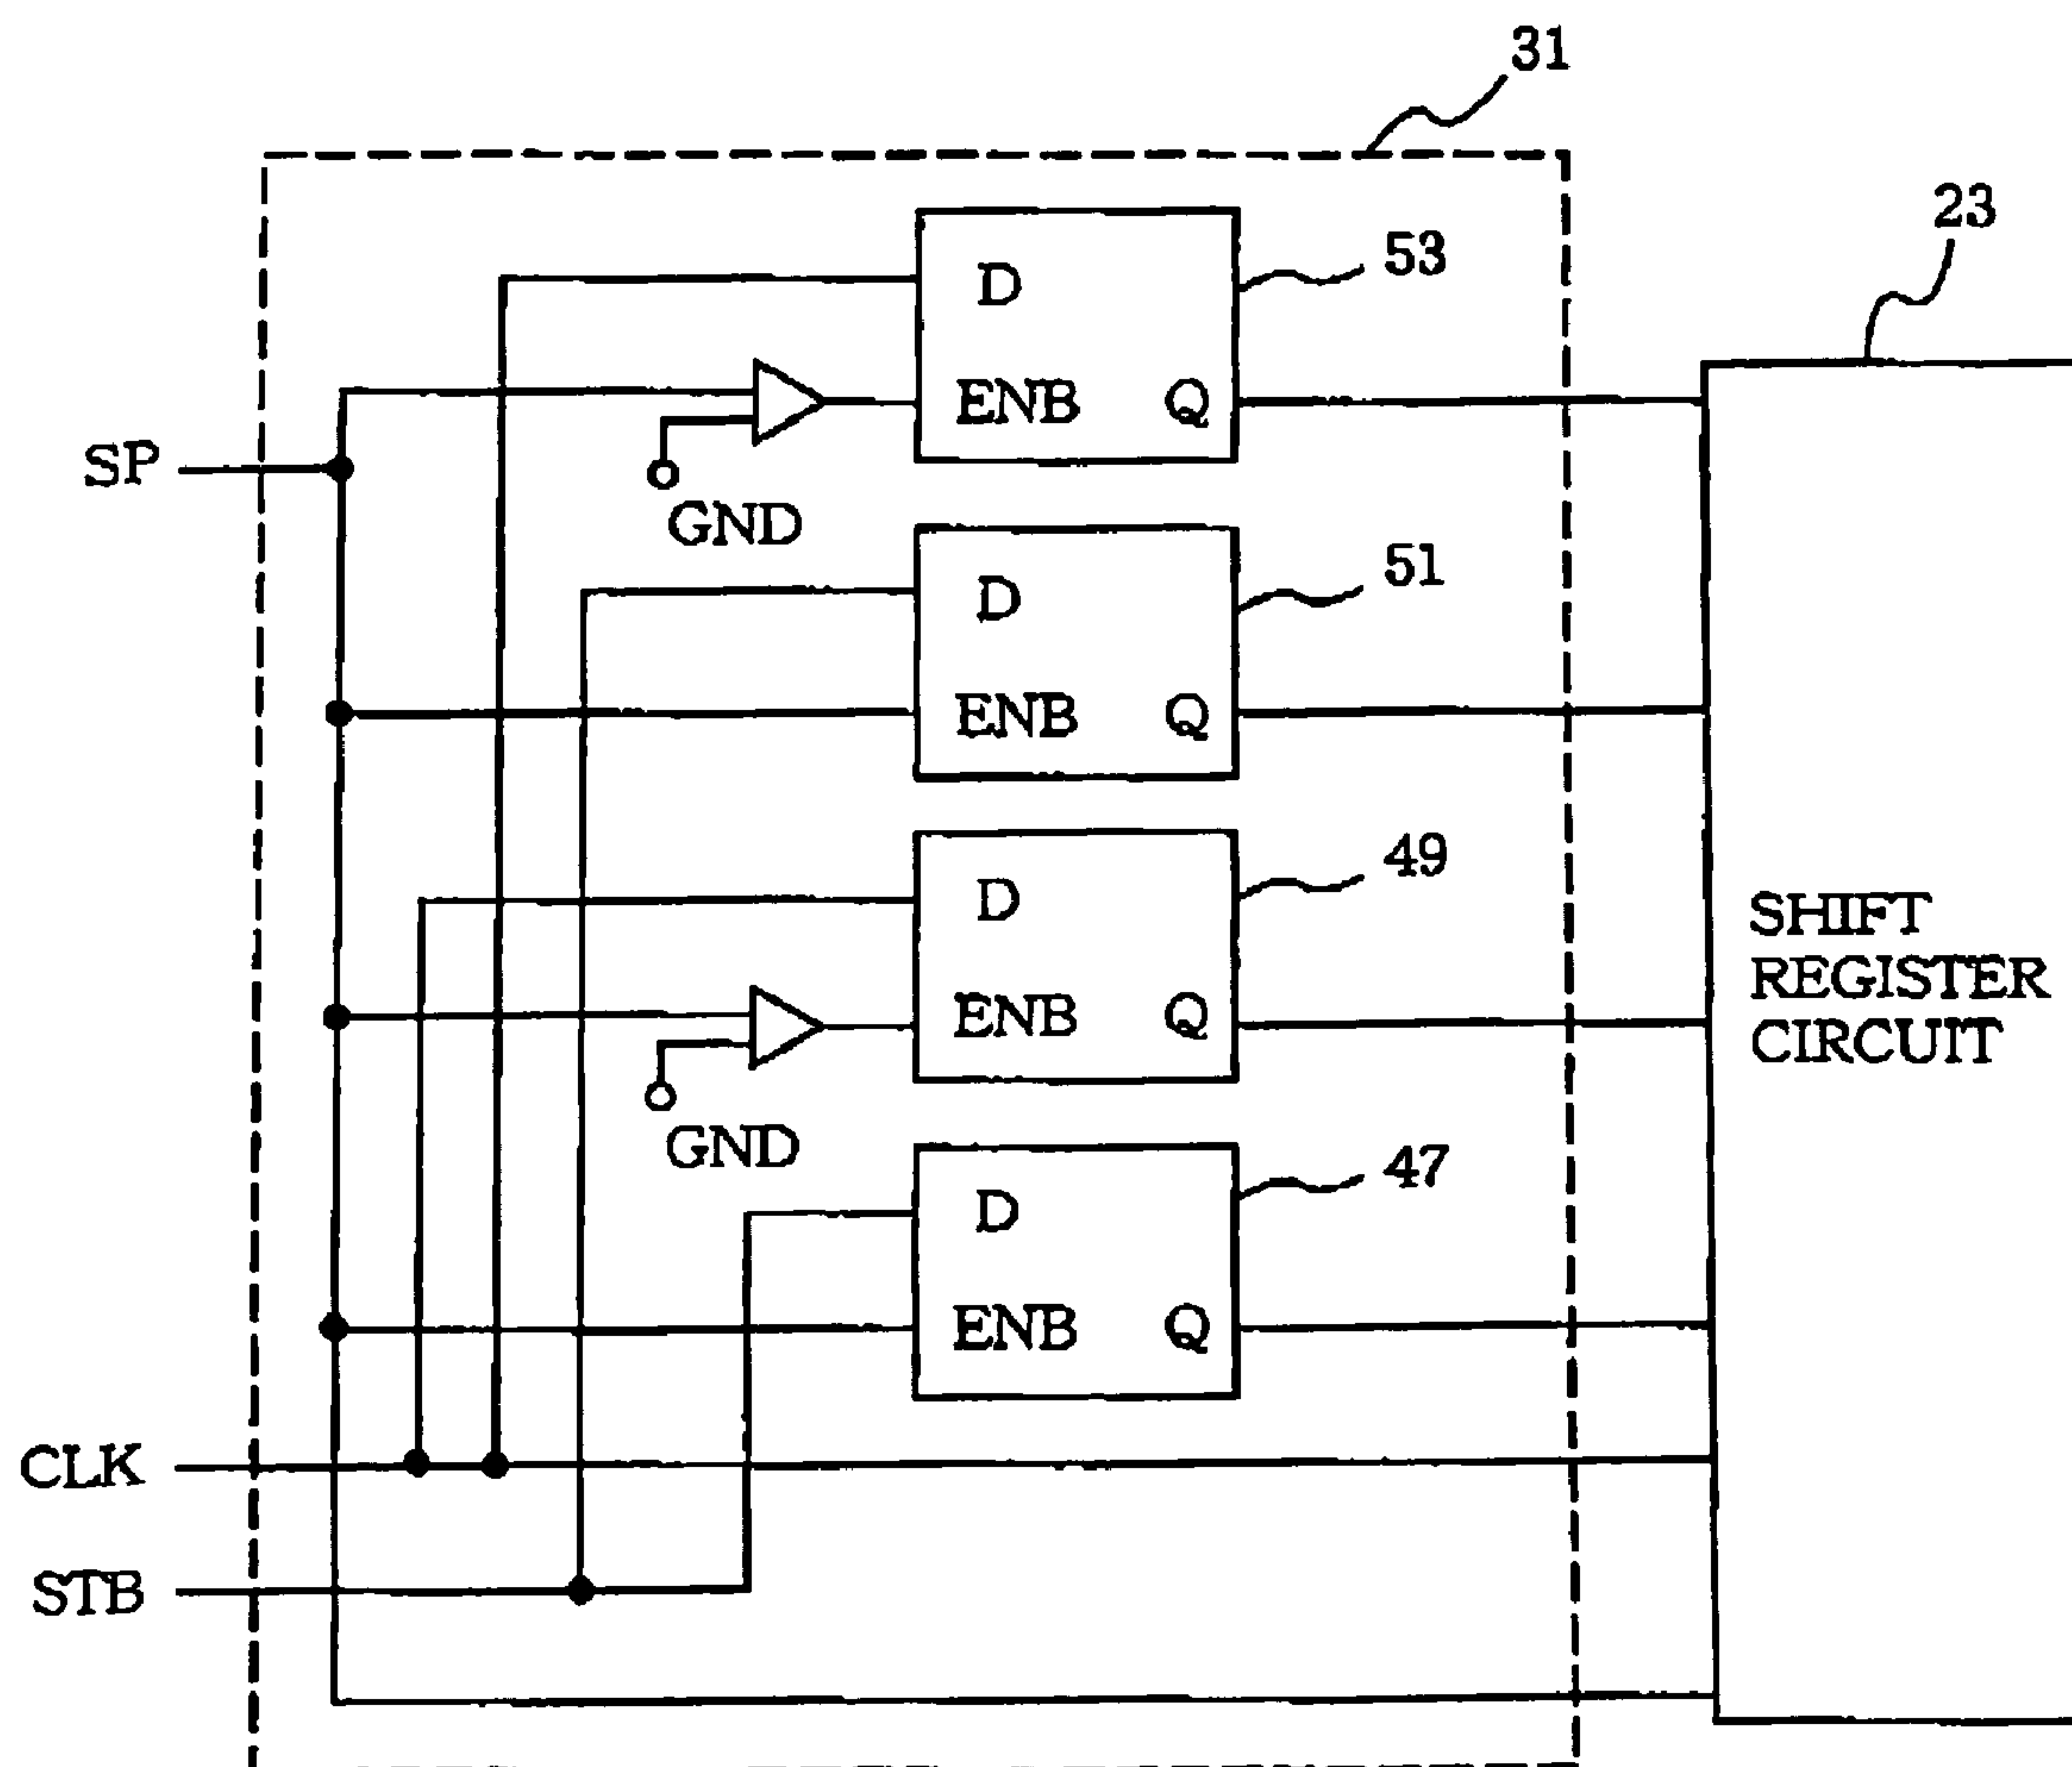 31
23
D
53
ENB Q
SP
GND
D
51
ENB Q
D
49
ENB Q
SHIFT
REGISTER
CIRCUIT
GND
D
47
ENB Q
CLK
STB